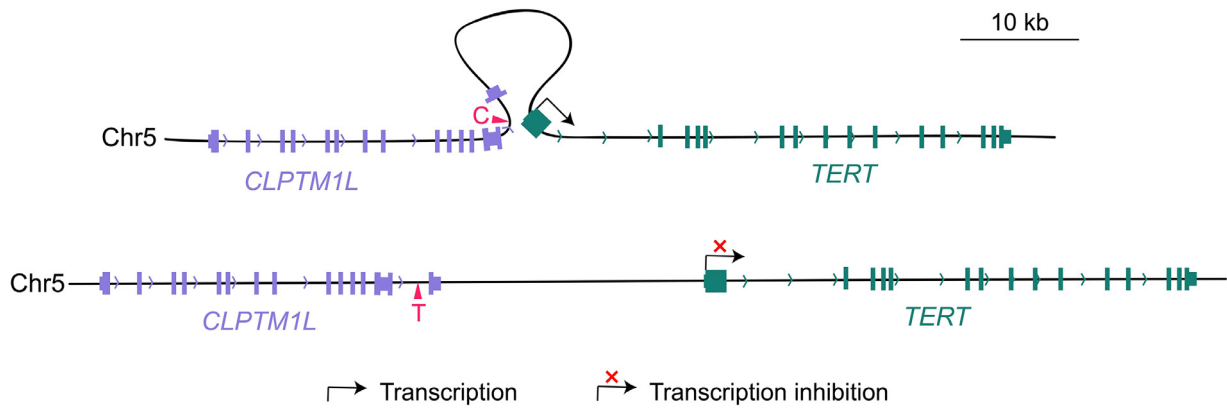 10 kb
C
Chr5
CLPTM1L
TERT
Chr5
T
CLPTM1L
TERT
Transcription
Transcription inhibition